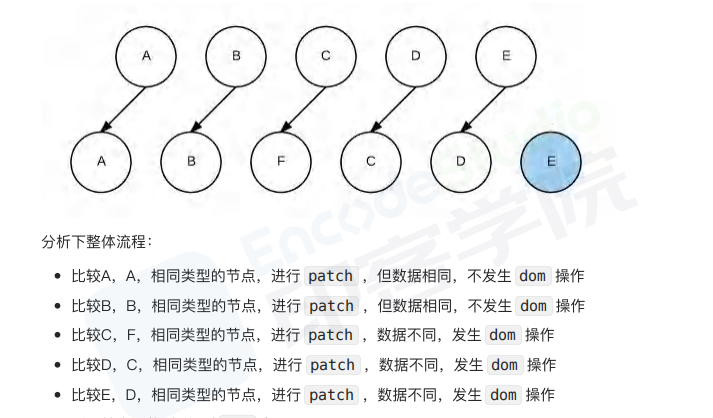 A B C D E
A B F C D E
分析下整体流程：
比较A，A，相同类型的节点，进行 patch ，但数据相同，不发生 dom 操作
比较B，B，相同类型的节点，进行 patch ，但数据相同，不发生 dom 操作
比较C，F，相同类型的节点，进行 patch ，数据不同，发生 dom 操作
比较D，C，相同类型的节点，进行 patch ，数据不同，发生 dom 操作
比较E，D，相同类型的节点，进行 patch ，数据不同，发生 dom 操作
Encode Studio
印客学院